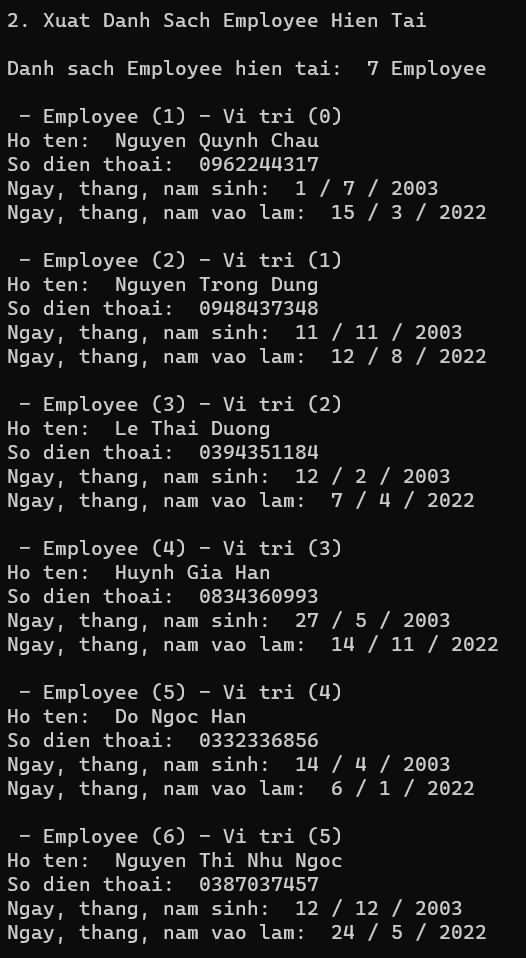 2. Xuat Danh Sach Employee Hien Tai
Danh sach Employee hien tai:  7 Employee
- Employee (1) - Vi tri (0)
Ho ten:  Nguyen Quynh Chau
So dien thoai:  0962244317
Ngay, thang, nam sinh:  1 / 7 / 2003
Ngay, thang, nam vao lam:  15 / 3 / 2022
- Employee (2) - Vi tri (1)
Ho ten:  Nguyen Trong Dung
So dien thoai:  0948437348
Ngay, thang, nam sinh:  11 / 11 / 2003
Ngay, thang, nam vao lam:  12 / 8 / 2022
- Employee (3) - Vi tri (2)
Ho ten:  Le Thai Duong
So dien thoai:  0394351184
Ngay, thang, nam sinh:  12 / 2 / 2003
Ngay, thang, nam vao lam:  7 / 4 / 2022
- Employee (4) - Vi tri (3)
Ho ten:  Huynh Gia Han
So dien thoai:  0834360993
Ngay, thang, nam sinh:  27 / 5 / 2003
Ngay, thang, nam vao lam:  14 / 11 / 2022
- Employee (5) - Vi tri (4)
Ho ten:  Do Ngoc Han
So dien thoai:  0332336856
Ngay, thang, nam sinh:  14 / 4 / 2003
Ngay, thang, nam vao lam:  6 / 1 / 2022
- Employee (6) - Vi tri (5)
Ho ten:  Nguyen Thi Nhu Ngoc
So dien thoai:  0387037457
Ngay, thang, nam sinh:  12 / 12 / 2003
Ngay, thang, nam vao lam:  24 / 5 / 2022